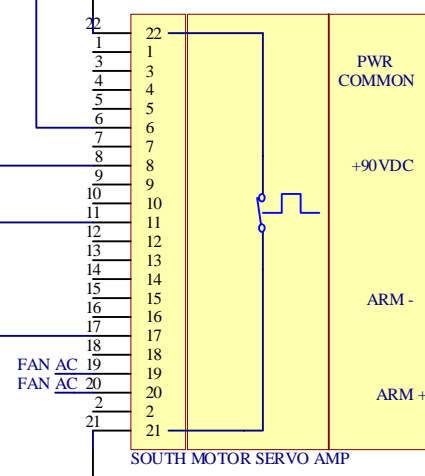 22 22
1 1
3 3
4 4
5 5
6 6
7 7
8 8
9 9
10 10
11 11
12 12
13 13
14 14
15 15
16 16
17 17
18 18
FAN AC 19 19
FAN AC 20 20
2 2
21 21
PWR
COMMON
+90VDC
ARM -
ARM +
SOUTH MOTOR SERVO AMP